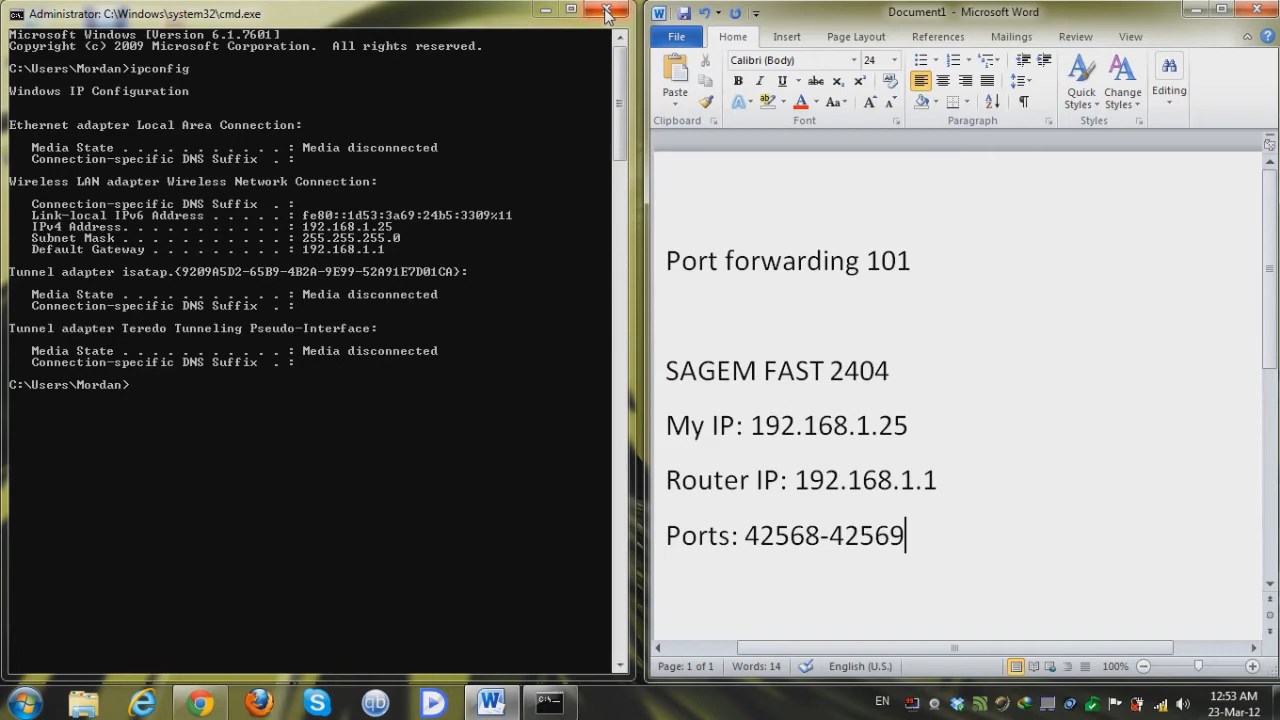 Administrator: C:\Windows\system32\cmd.exe
Microsoft Windows [Version 6.1.7601]
Copyright (c) 2009 Microsoft Corporation.  All rights reserved.
C:\Users\Mordan>ipconfig
Windows IP Configuration
Ethernet adapter Local Area Connection:
Media State . . . . . . . . . . . : Media disconnected
Connection-specific DNS Suffix  . :
Wireless LAN adapter Wireless Network Connection:
Connection-specific DNS Suffix  . :
Link-local IPv6 Address . . . . . : fe80::1d53:3a69:24b5:3309%11
IPv4 Address. . . . . . . . . . . : 192.168.1.25
Subnet Mask . . . . . . . . . . . : 255.255.255.0
Default Gateway . . . . . . . . . : 192.168.1.1
Tunnel adapter isatap.{9209A5D2-65B9-4B2A-9E99-52A91E7D01CA}:
Media State . . . . . . . . . . . : Media disconnected
Connection-specific DNS Suffix  . :
Tunnel adapter Teredo Tunneling Pseudo-Interface:
Media State . . . . . . . . . . . : Media disconnected
Connection-specific DNS Suffix  . :
C:\Users\Mordan>
Document1 - Microsoft Word
File Home Insert Page Layout References Mailings Review View
Calibri (Body) 24
Paste
Quick Styles
Change Styles
Editing
Clipboard Font Paragraph Styles
Port forwarding 101
SAGEM FAST 2404
My IP: 192.168.1.25
Router IP: 192.168.1.1
Ports: 42568-42569
Page: 1 of 1 Words: 14 English (U.S.) 100%
EN 12:53 AM
23-Mar-12